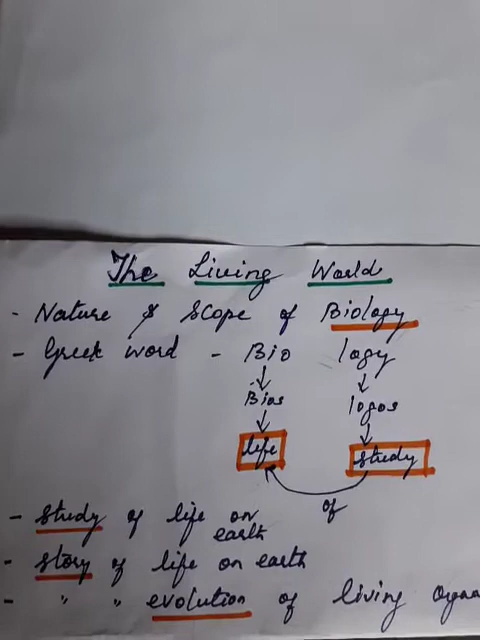 The Living World
- Nature & Scope of Biology
- Greek word - Bio logy
Bios logos
life study
of
- study of life on earth
- story of life on earth
- " " evolution of living